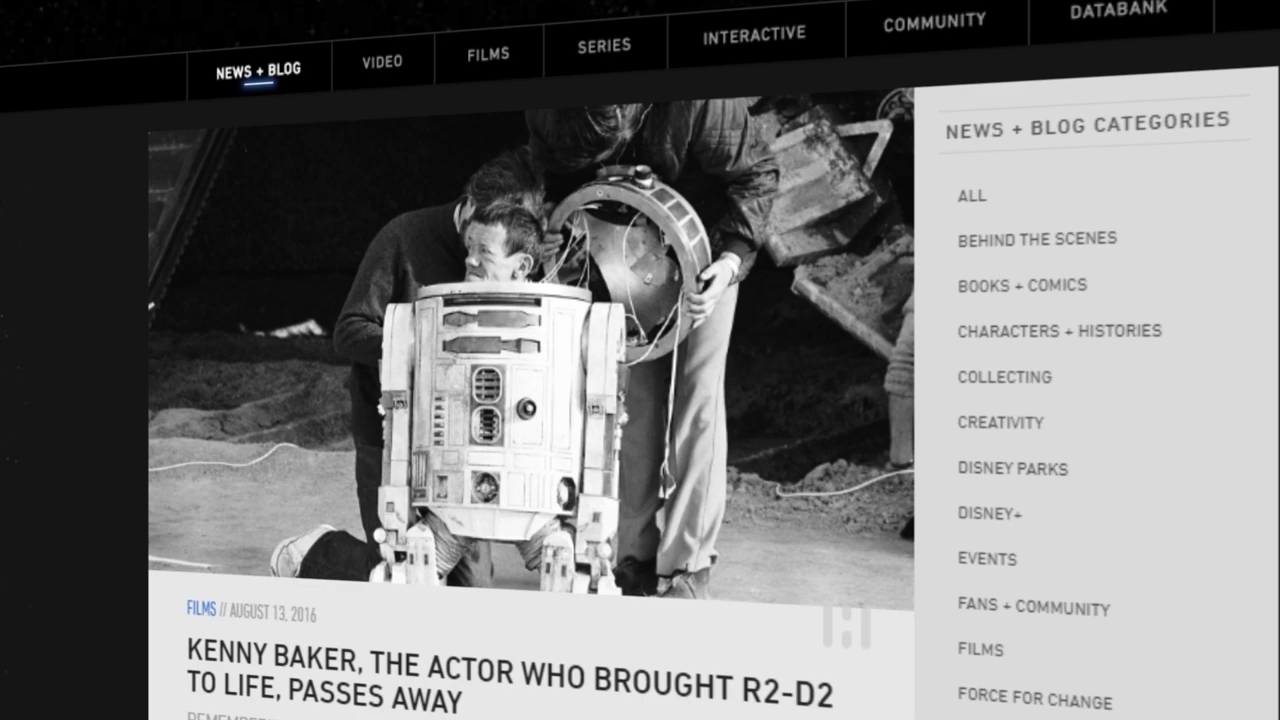 NEWS + BLOG
VIDEO
FILMS
SERIES
INTERACTIVE
COMMUNITY
DATABANK
NEWS + BLOG CATEGORIES
ALL
BEHIND THE SCENES
BOOKS + COMICS
CHARACTERS + HISTORIES
COLLECTING
CREATIVITY
DISNEY PARKS
DISNEY+
EVENTS
FANS + COMMUNITY
FILMS
FORCE FOR CHANGE
FILMS // AUGUST 13, 2016
KENNY BAKER, THE ACTOR WHO BROUGHT R2-D2
TO LIFE, PASSES AWAY